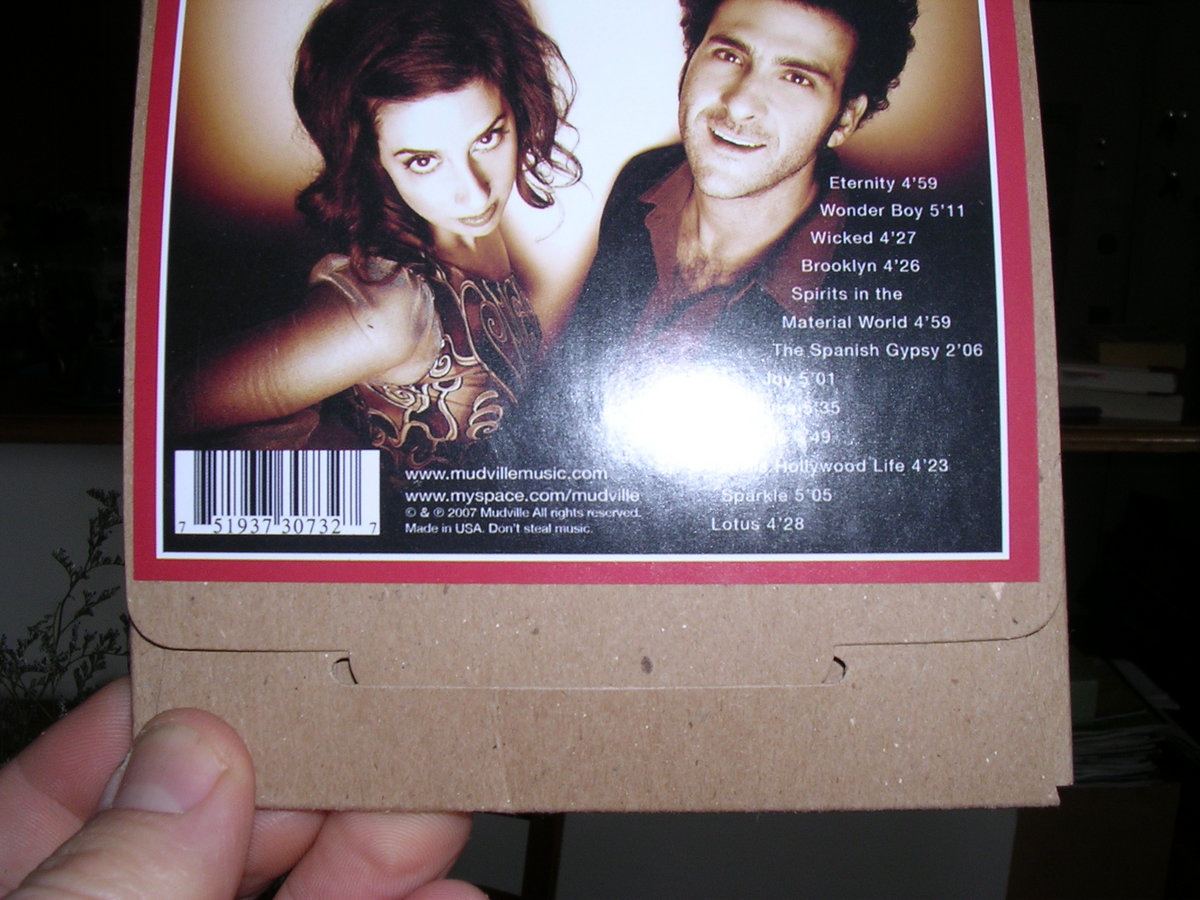 Eternity 4'59
Wonder Boy 5'11
Wicked 4'27
Brooklyn 4'26
Spirits in the
Material World 4'59
The Spanish Gypsy 2'06
Joy 5'01
5'35
Hollywood Life 4'23
Sparkle 5'05
Lotus 4'28
www.mudvillemusic.com
www.myspace.com/mudville
© & ℗ 2007 Mudville All rights reserved.
Made in USA. Don't steal music.
7 51937 30732 7